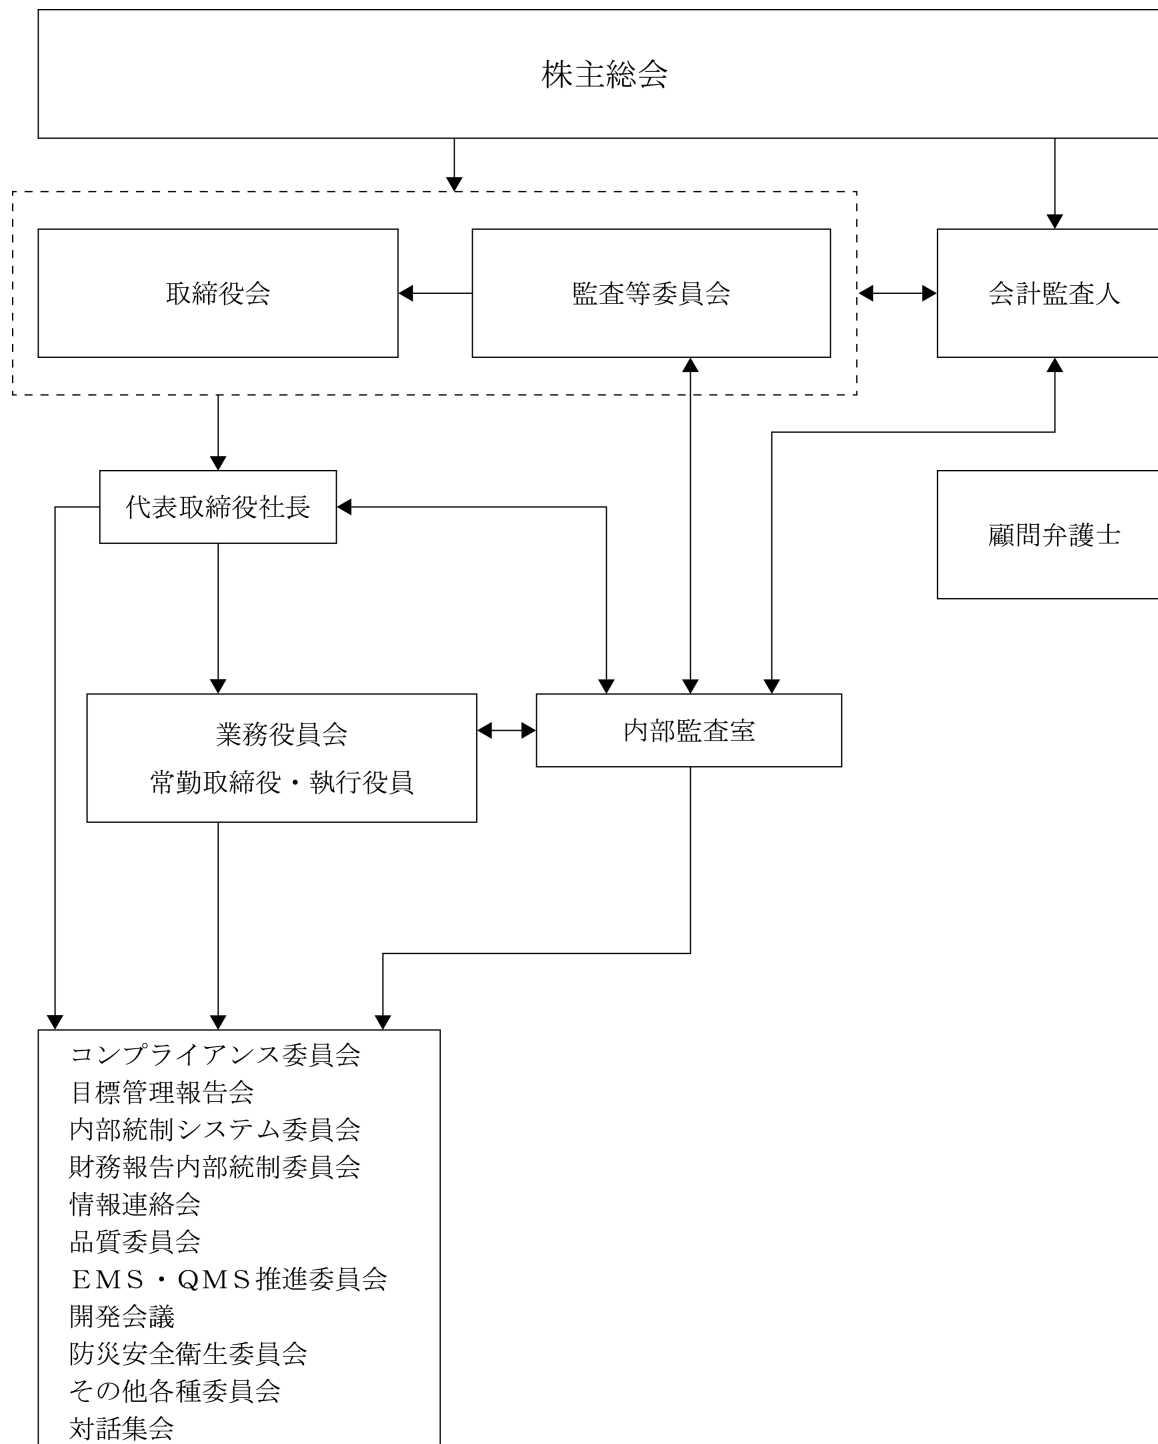 株主総会
取締役会
監査等委員会
会計監査人
代表取締役社長
顧問弁護士
業務役員会
常勤取締役・執行役員
内部監査室
コンプライアンス委員会
目標管理報告会
内部統制システム委員会
財務報告内部統制委員会
情報連絡会
品質委員会
ＥＭＳ・ＱＭＳ推進委員会
開発会議
防災安全衛生委員会
その他各種委員会
対話集会